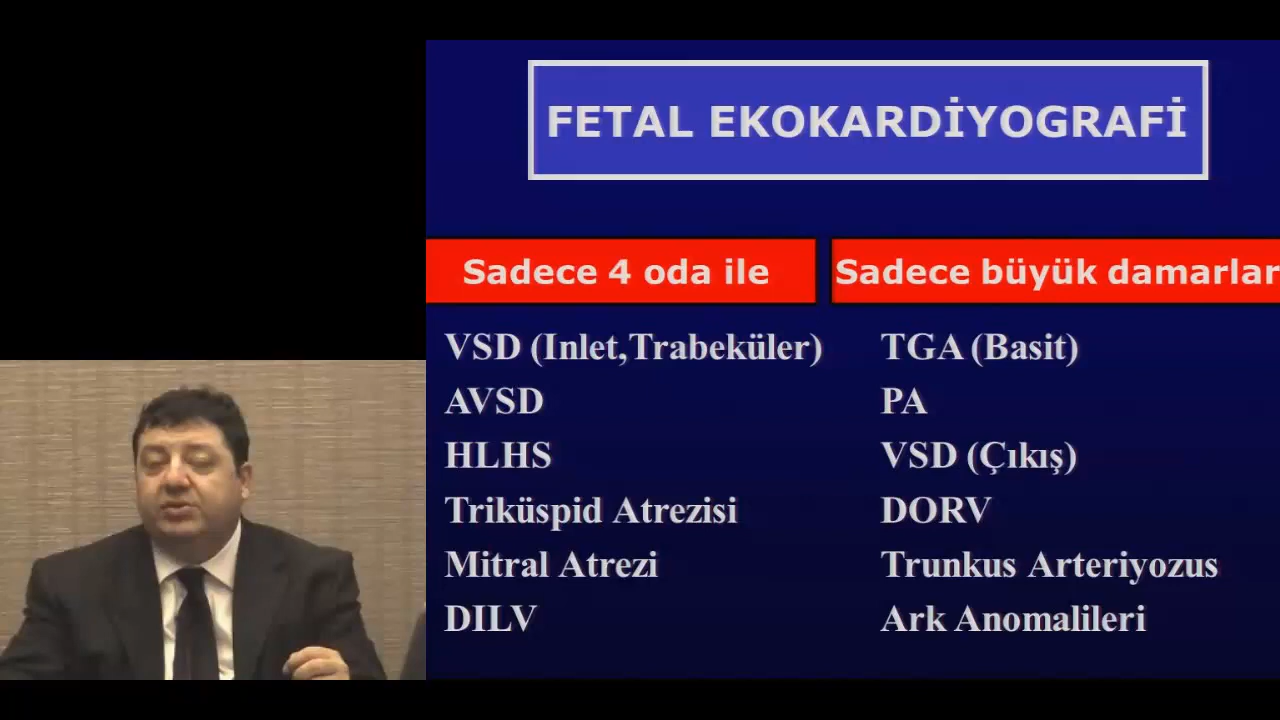 FETAL EKOKARDİYOGRAFİ
Sadece 4 oda ile
VSD (Inlet,Trabeküler)
AVSD
HLHS
Triküspid Atrezisi
Mitral Atrezi
DILV
Sadece büyük damarlar
TGA (Basit)
PA
VSD (Çıkış)
DORV
Trunkus Arteriyozus
Ark Anomalileri